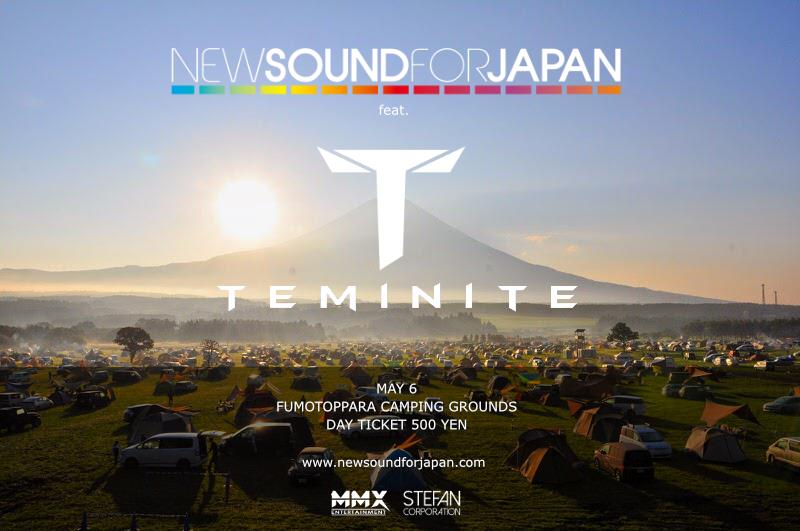 NEWSOUNDFORJAPAN
feat.
TEMINITE
MAY 6
FUMOTOPPARA CAMPING GROUNDS
DAY TICKET 500 YEN
www.newsoundforjapan.com
MMX STEFAN
ENTERTAINMENT CORPORATION